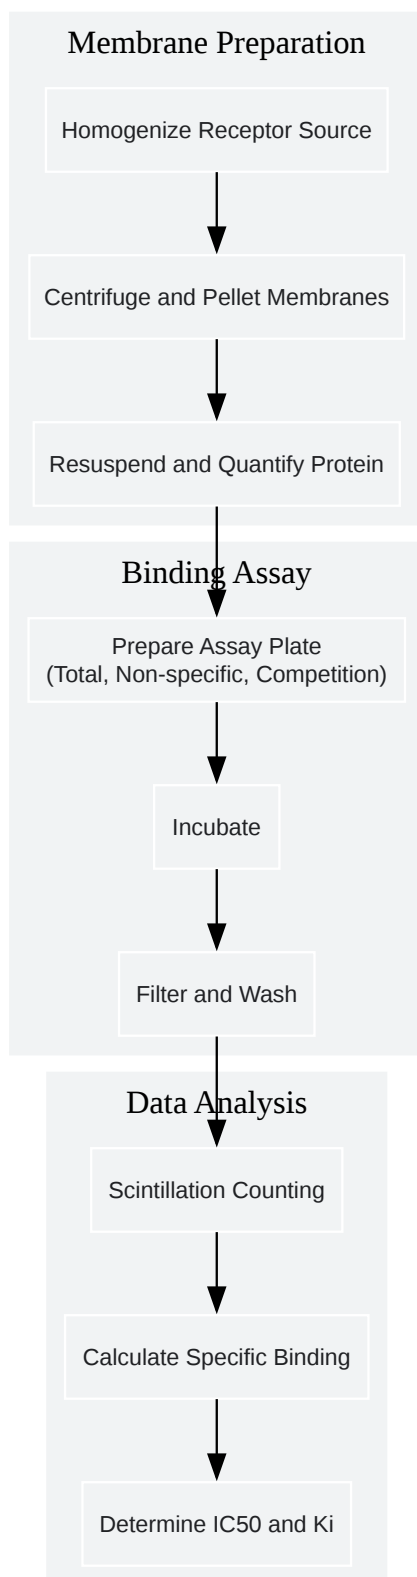 Membrane Preparation
Homogenize Receptor Source
Centrifuge and Pellet Membranes
Resuspend and Quantify Protein
Binding Assay
Prepare Assay Plate
(Total, Non-specific, Competition)
Incubate
Filter and Wash
Data Analysis
Scintillation Counting
Calculate Specific Binding
Determine IC50 and Ki